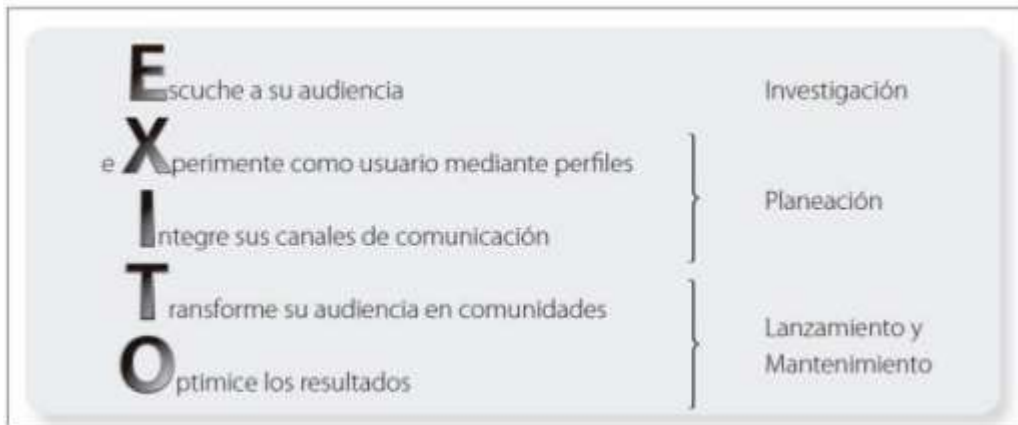 Escuche a su audiencia Investigación
eXperimente como usuario mediante perfiles
Planeación
Integre sus canales de comunicación
Transforme su audiencia en comunidades
Lanzamiento y
Mantenimiento
Optimice los resultados